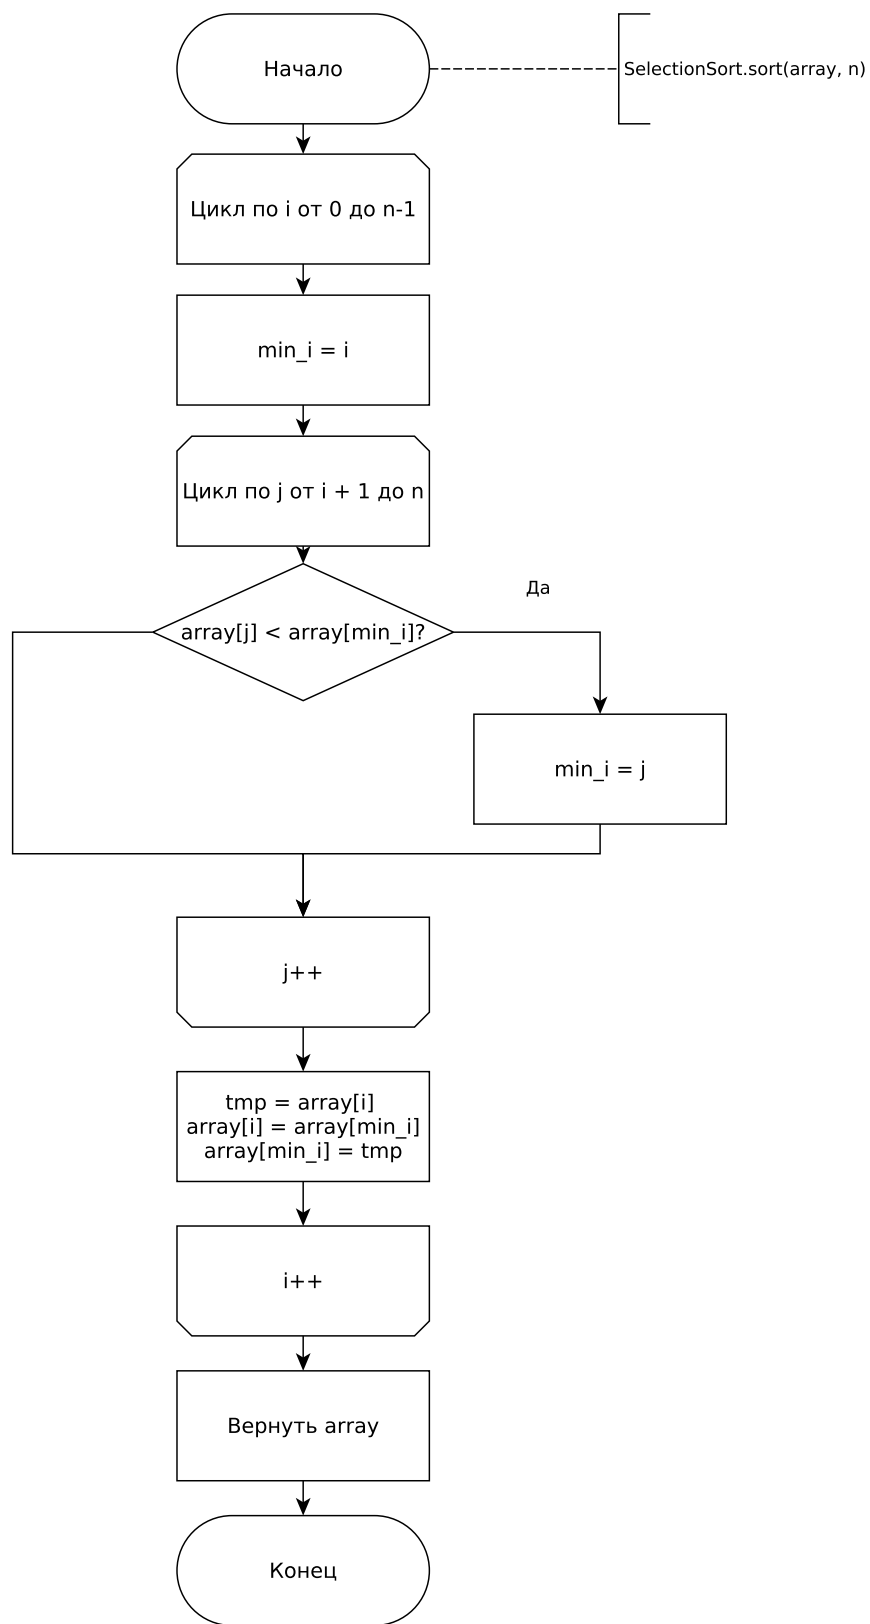 Начало
SelectionSort.sort(array, n)
Цикл по i от 0 до n-1
min_i = i
Цикл по j от i + 1 до n
Да
array[j] < array[min_i]?
min_i = j
j++
tmp = array[i]
array[i] = array[min_i]
array[min_i] = tmp
i++
Вернуть array
Конец